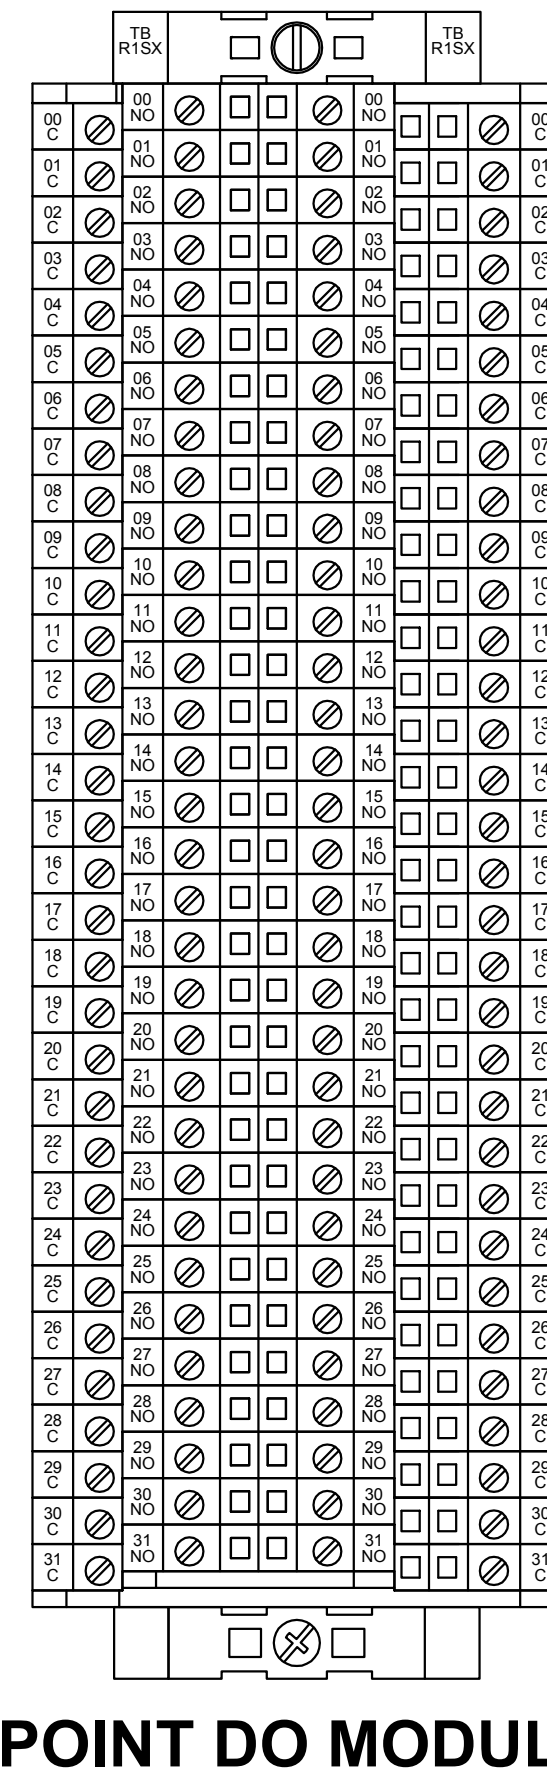 TB TB
R1SX R1SX
00 00
NO NO
00 00
C C
01 01
NO NO
01 01
C C
02 02
NO NO
02 02
C C
03 03
NO NO
03 03
C C
04 04
NO NO
04 04
C C
05 05
NO NO
05 05
C C
06 06
NO NO
06 06
C C
07 07
NO NO
07 07
C C
08 08
NO NO
08 08
C C
09 09
NO NO
09 09
C C
10 10
NO NO
10 10
C C
11 11
NO NO
11 11
C C
12 12
NO NO
12 12
C C
13 13
NO NO
13 13
C C
14 14
NO NO
14 14
C C
15 15
NO NO
15 15
C C
16 16
NO NO
16 16
C C
17 17
NO NO
17 17
C C
18 18
NO NO
18 18
C C
19 19
NO NO
19 19
C C
20 20
NO NO
20 20
C C
21 21
NO NO
21 21
C C
22 22
NO NO
22 22
C C
23 23
NO NO
23 23
C C
24 24
NO NO
24 24
C C
25 25
NO NO
25 25
C C
26 26
NO NO
26 26
C C
27 27
NO NO
27 27
C C
28 28
NO NO
28 28
C C
29 29
NO NO
29 29
C C
30 30
NO NO
30 30
C C
31 31
NO NO
31 31
C C
POINT DO MODUL